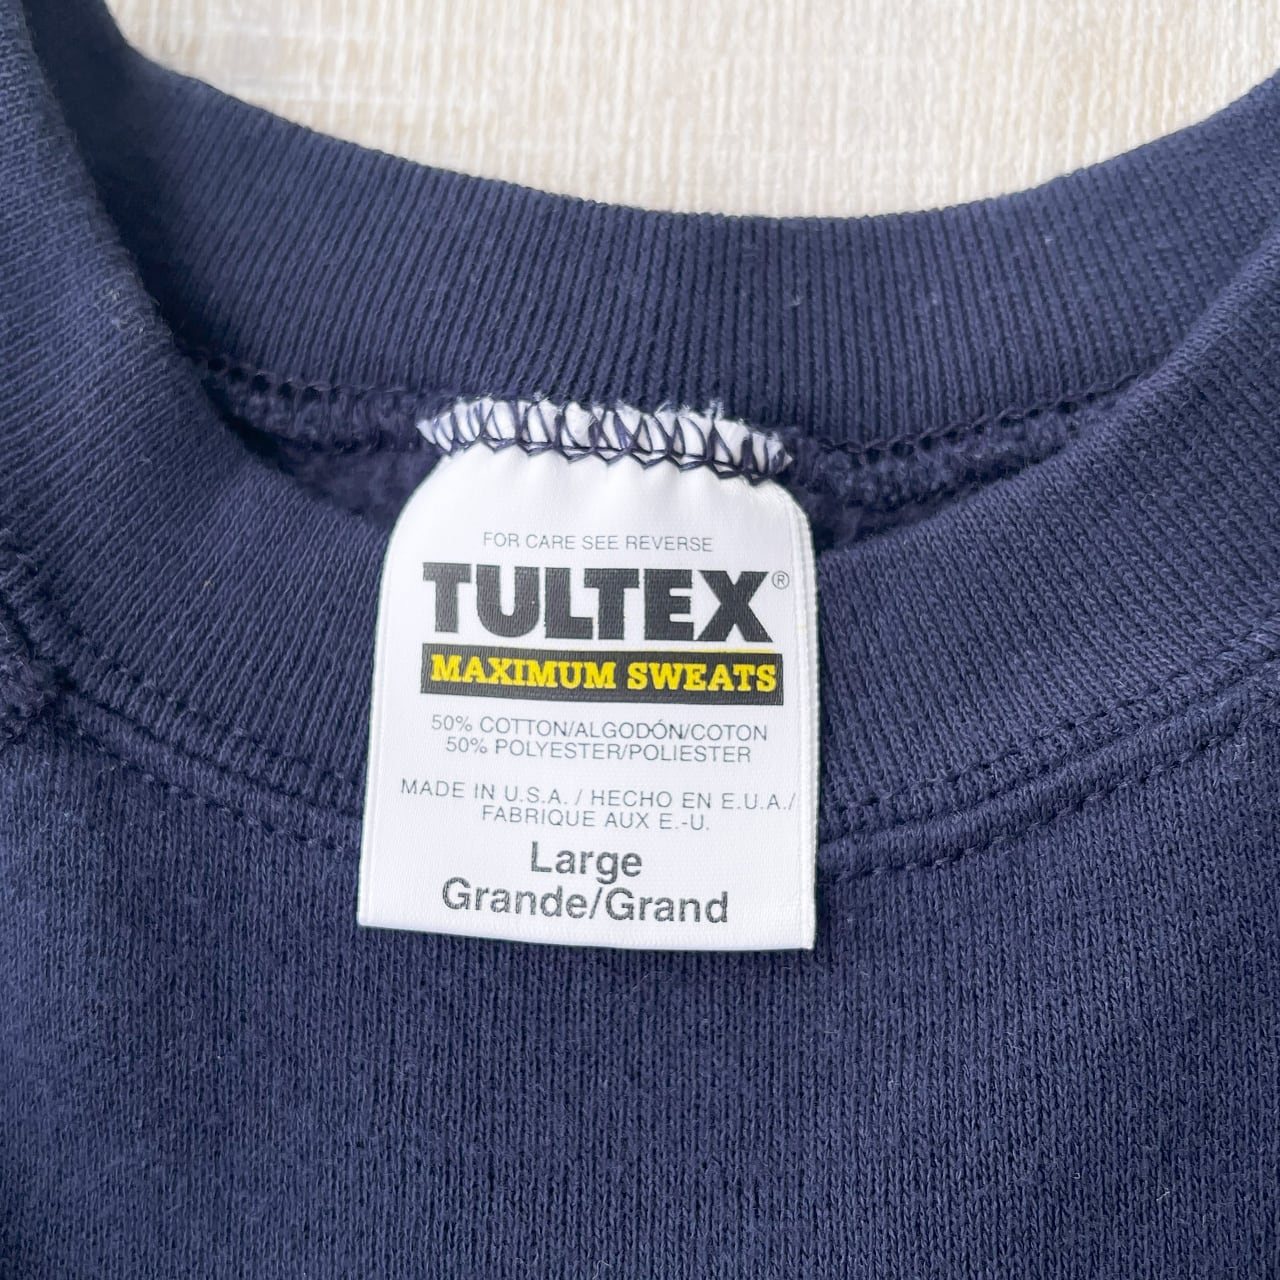 FOR CARE SEE REVERSE
TULTEX®
MAXIMUM SWEATS
50% COTTON/ALGODÓN/COTON
50% POLYESTER/POLIESTER
MADE IN U.S.A. / HECHO EN E.U.A./
FABRIQUE AUX E.-U.
Large
Grande/Grand